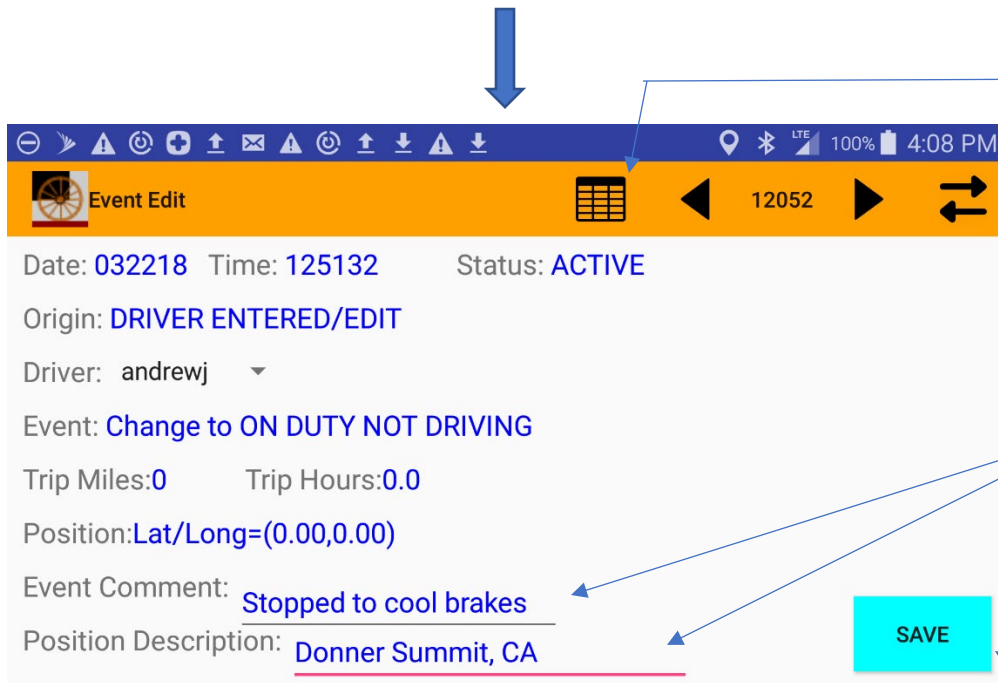 LTE 100% 4:08 PM
Event Edit 12052
Date: 032218 Time: 125132 Status: ACTIVE
Origin: DRIVER ENTERED/EDIT
Driver: andrewj
Event: Change to ON DUTY NOT DRIVING
Trip Miles:0 Trip Hours:0.0
Position:Lat/Long=(0.00,0.00)
Event Comment: Stopped to cool brakes
Position Description: Donner Summit, CA
SAVE